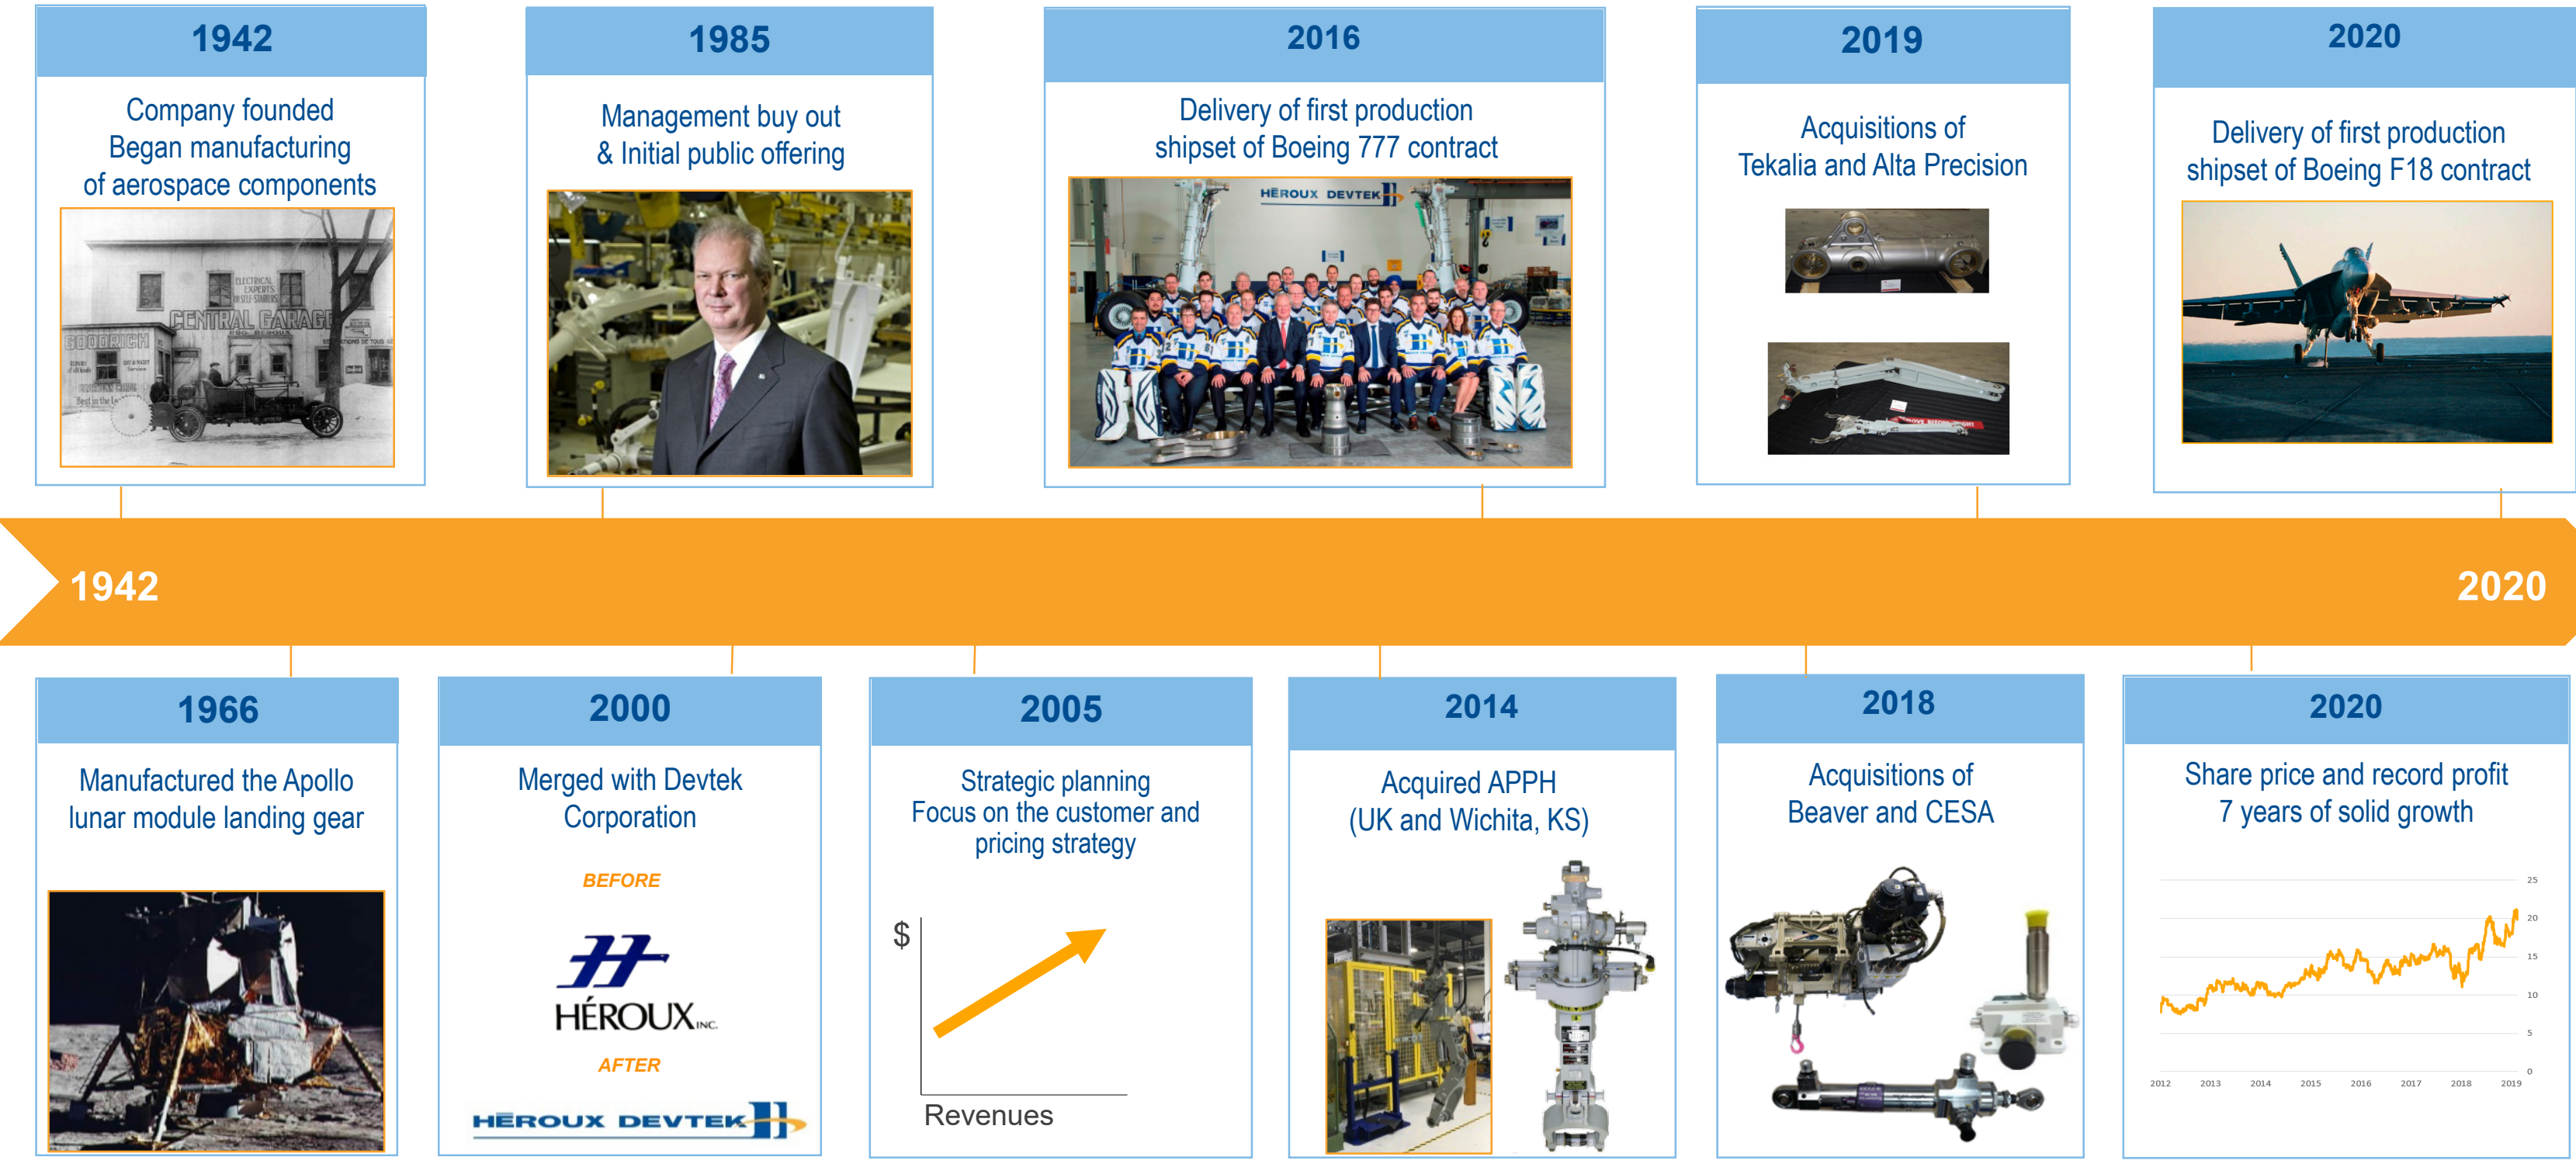 1942
Company founded
Began manufacturing
of aerospace components
ELECTRICAL
EXPERTS
CENTRAL GARAGE
GOODRICH
Service
Best in the
1985
Management buy out
& Initial public offering
2016
Delivery of first production
shipset of Boeing 777 contract
HÉROUX DEVTEK
2019
Acquisitions of
Tekalia and Alta Precision
2020
Delivery of first production
shipset of Boeing F18 contract
1942
2020
1966
Manufactured the Apollo
lunar module landing gear
2000
Merged with Devtek
Corporation
BEFORE
HÉROUX INC.
AFTER
HÉROUX DEVTEK
2005
Strategic planning
Focus on the customer and
pricing strategy
$
Revenues
2014
Acquired APPH
(UK and Wichita, KS)
2018
Acquisitions of
Beaver and CESA
2020
Share price and record profit
7 years of solid growth
25
20
15
10
5
0
2012 2013 2014 2015 2016 2017 2018 2019